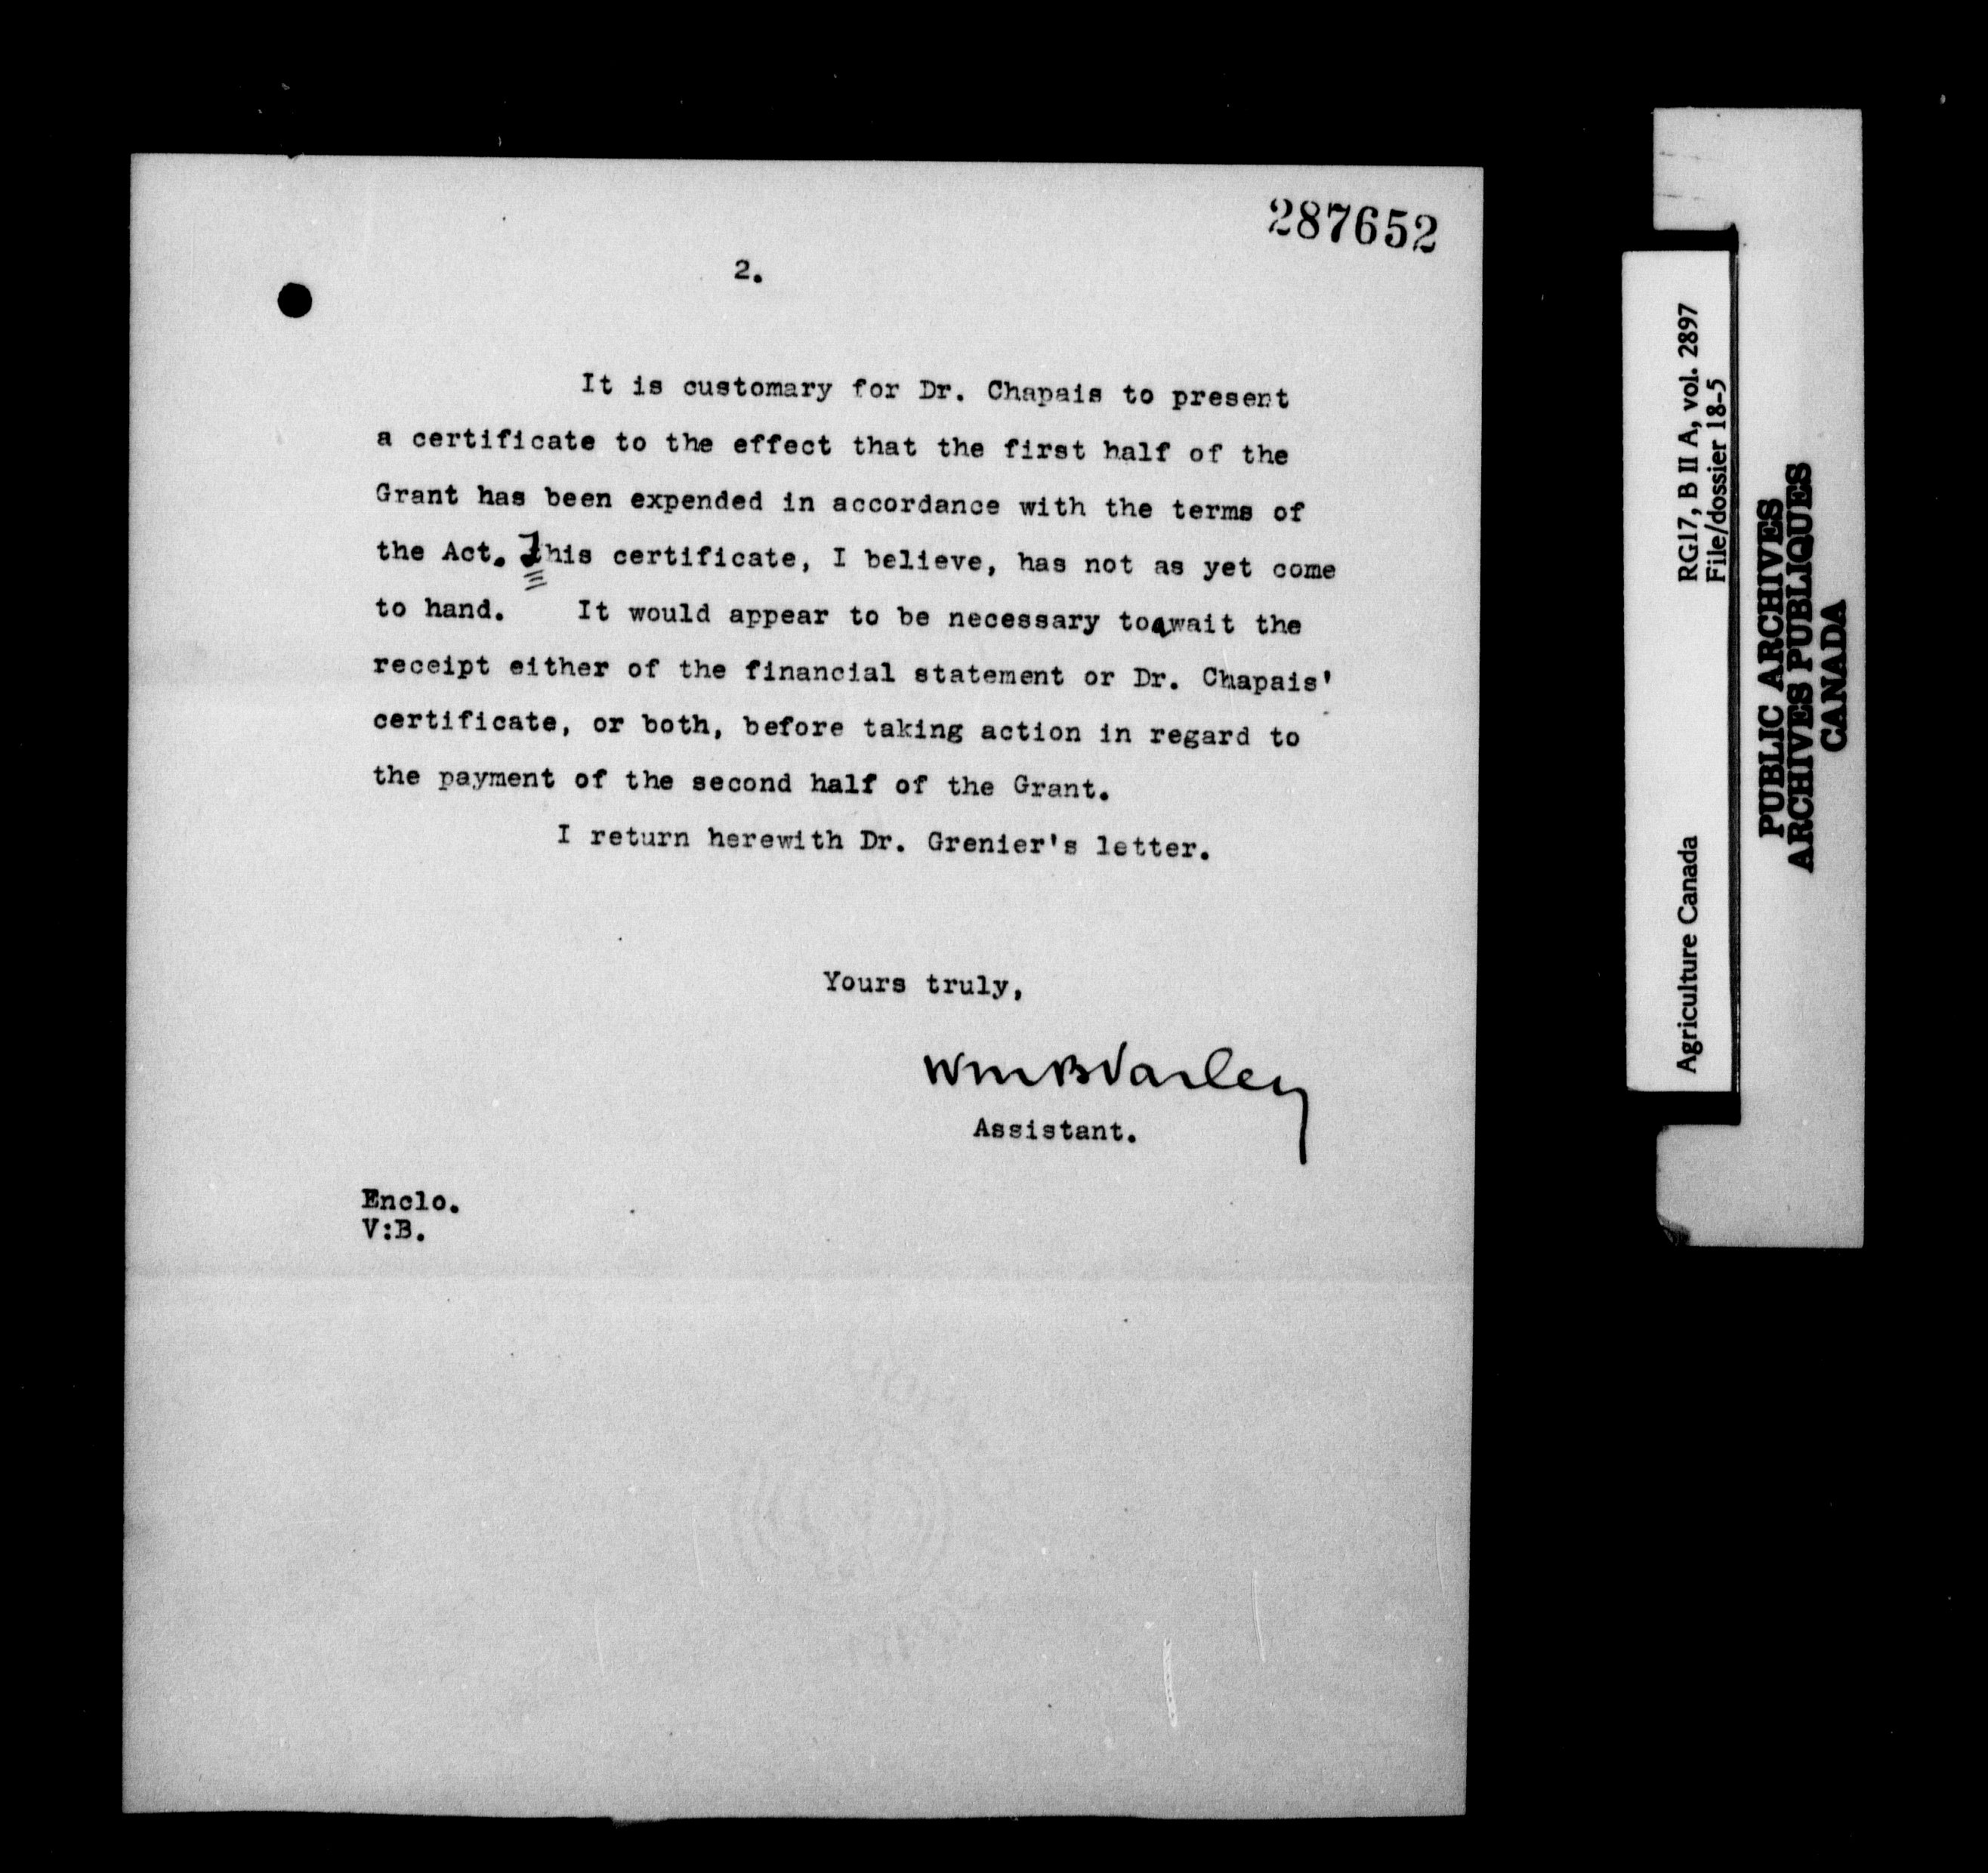 287652
2.
It is customary for Dr. Chapais to present
a certificate to the effect that the first half of the
Grant has been expended in accordance with the terms of
the Act. This certificate, I believe, has not as yet come
to hand. It would appear to be necessary to await the
receipt either of the financial statement or Dr. Chapais'
certificate, or both, before taking action in regard to
the payment of the second half of the Grant.
I return herewith Dr. Grenier's letter.
Yours truly,
Wm B Varley
Assistant.
Enclo.
V:B.
Agriculture Canada RG17, B II A, vol. 2897
File/dossier 18-5
PUBLIC ARCHIVES
ARCHIVES PUBLIQUES
CANADA